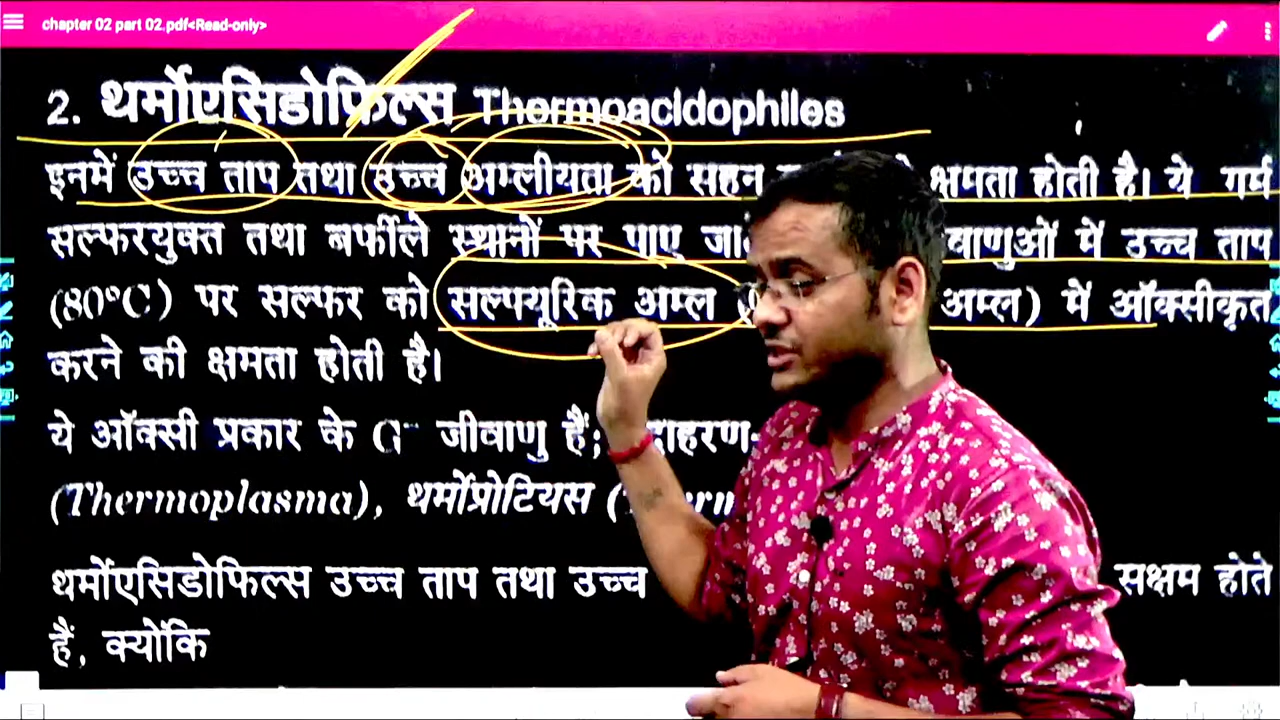 chapter 02 part 02.pdf<Read-only>
2. थर्मोएसिडोफिल्स Thermoacidophiles
इनमें उच्च ताप तथा उच्च अम्लीयता को सहन क्षमता होती है। ये गर्म
सल्फरयुक्त तथा बर्फीले स्थानों पर पाए में उच्च ताप
(80°C) पर सल्फर को सल्फ्यूरिक अम्ल अम्ल) में ऑक्सीकृत
करने की क्षमता होती है।
ये ऑक्सी प्रकार के G⁻ जीवाणु हैं;
(Thermoplasma), थर्मोप्रोटियस
थर्मोएसिडोफिल्स उच्च ताप तथा उच्च सक्षम होते
हैं, क्योंकि